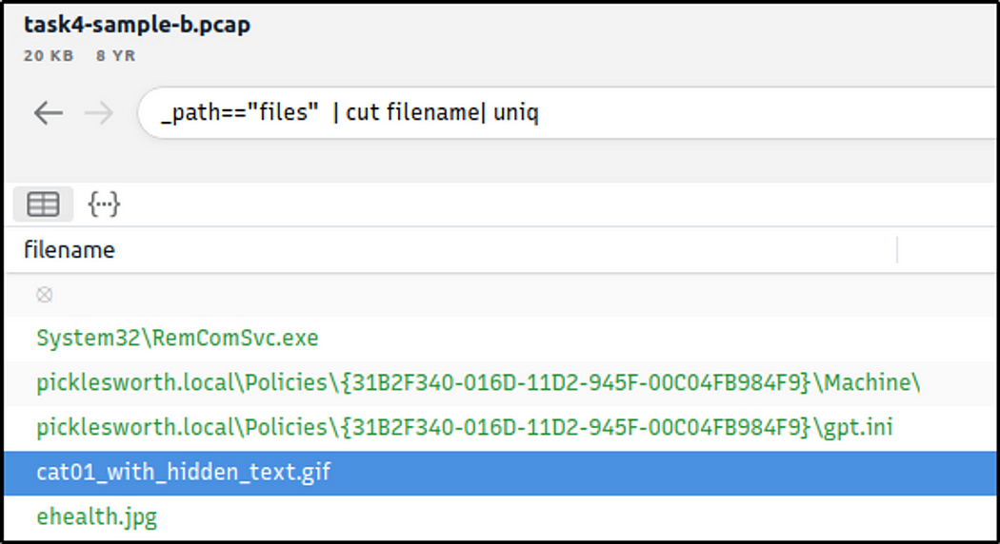 task4-sample-b.pcap
20 KB 8 YR
_path=="files" | cut filename| uniq
filename
System32\RemComSvc.exe
picklesworth.local\Policies\{31B2F340-016D-11D2-945F-00C04FB984F9}\Machine\
picklesworth.local\Policies\{31B2F340-016D-11D2-945F-00C04FB984F9}\gpt.ini
cat01_with_hidden_text.gif
ehealth.jpg